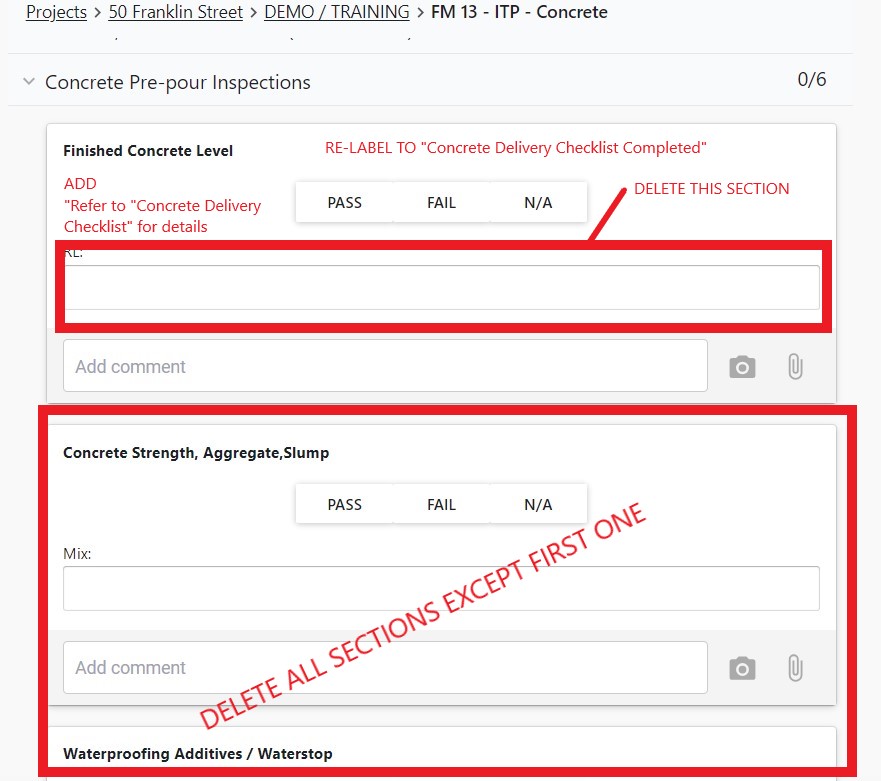 Projects > 50 Franklin Street > DEMO / TRAINING > FM 13 - ITP - Concrete
Concrete Pre-pour Inspections 0/6
Finished Concrete Level RE-LABEL TO "Concrete Delivery Checklist Completed"
ADD
"Refer to "Concrete Delivery
Checklist" for details
PASS FAIL N/A
DELETE THIS SECTION
RL:
Add comment
Concrete Strength, Aggregate,Slump
PASS FAIL N/A
Mix:
DELETE ALL SECTIONS EXCEPT FIRST ONE
Add comment
Waterproofing Additives / Waterstop